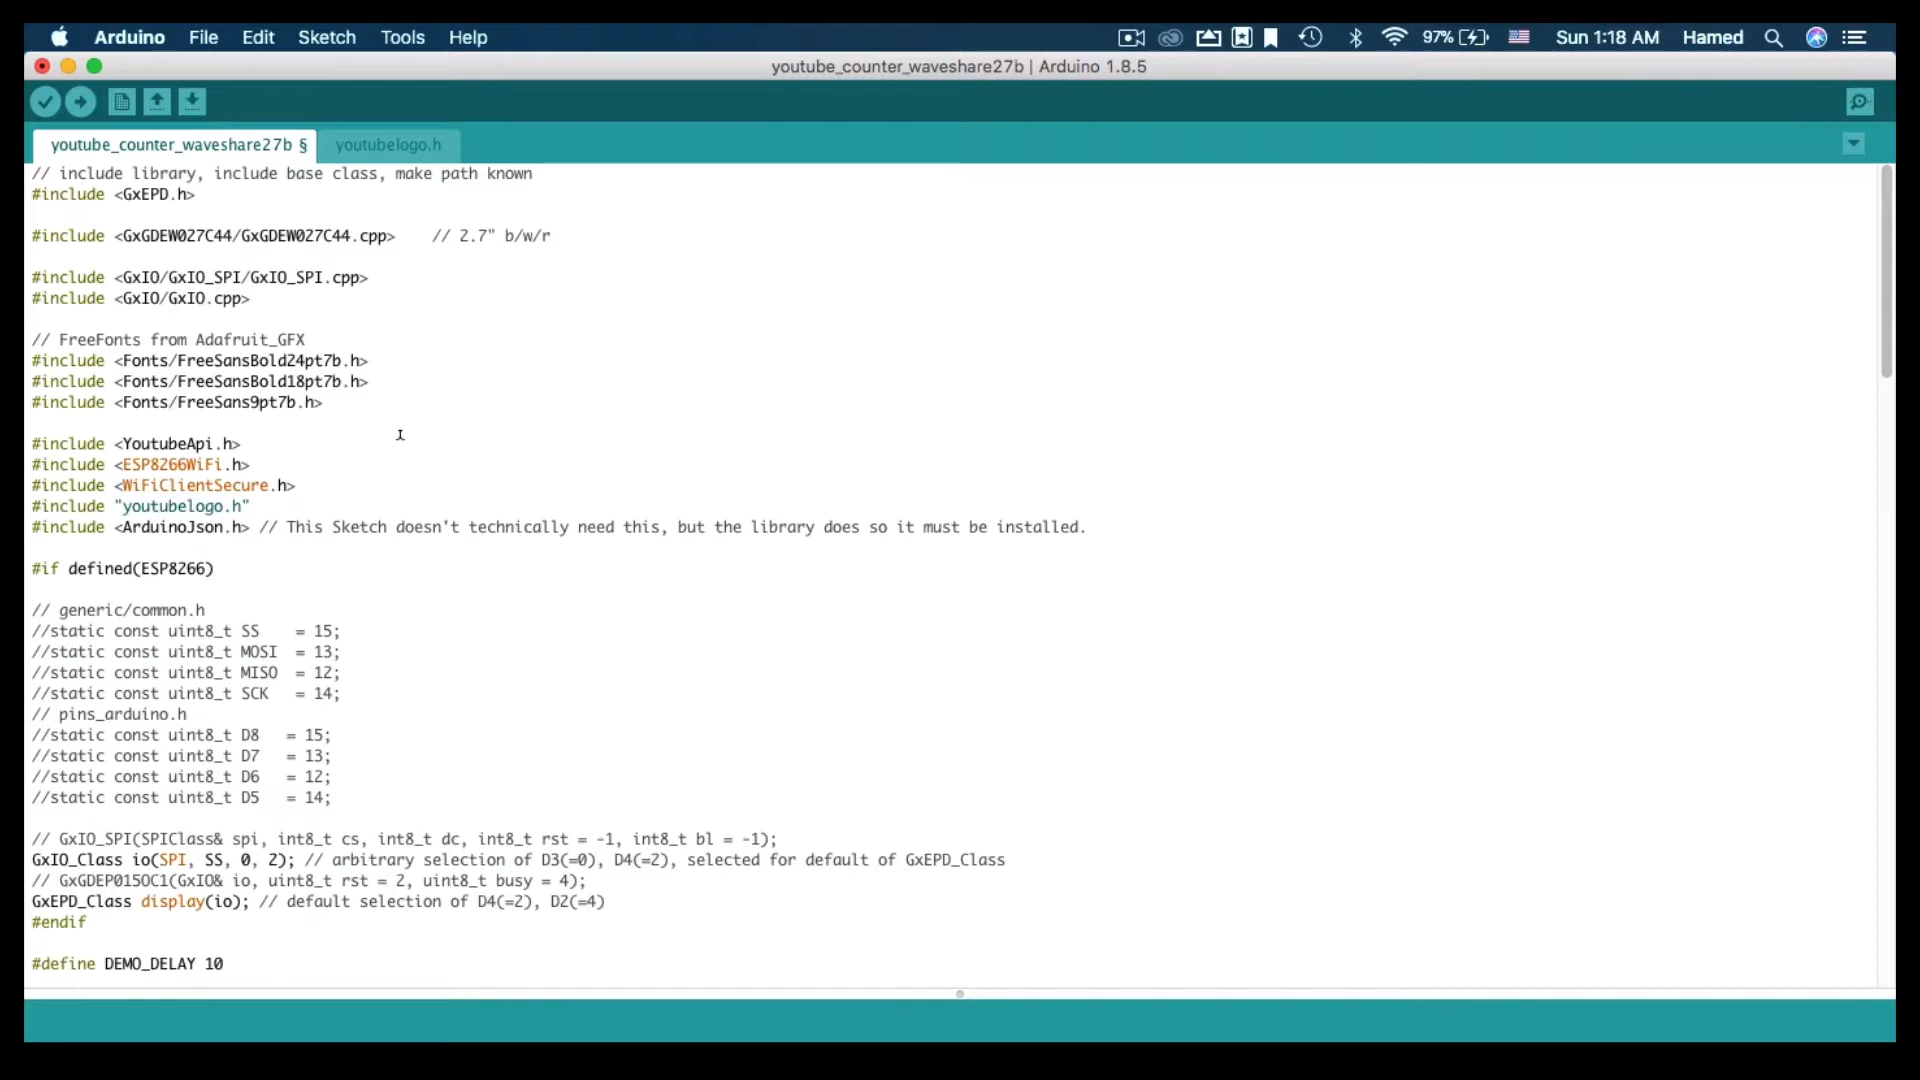 Arduino File Edit Sketch Tools Help 97% Sun 1:18 AM Hamed
youtube_counter_waveshare27b | Arduino 1.8.5
youtube_counter_waveshare27b § youtubelogo.h
// include library, include base class, make path known
#include <GxEPD.h>
#include <GxGDEW027C44/GxGDEW027C44.cpp>    // 2.7" b/w/r
#include <GxIO/GxIO_SPI/GxIO_SPI.cpp>
#include <GxIO/GxIO.cpp>
// FreeFonts from Adafruit_GFX
#include <Fonts/FreeSansBold24pt7b.h>
#include <Fonts/FreeSansBold18pt7b.h>
#include <Fonts/FreeSans9pt7b.h>
#include <YoutubeApi.h>
#include <ESP8266WiFi.h>
#include <WiFiClientSecure.h>
#include "youtubelogo.h"
#include <ArduinoJson.h> // This Sketch doesn't technically need this, but the library does so it must be installed.
#if defined(ESP8266)
// generic/common.h
//static const uint8_t SS    = 15;
//static const uint8_t MOSI  = 13;
//static const uint8_t MISO  = 12;
//static const uint8_t SCK   = 14;
// pins_arduino.h
//static const uint8_t D8   = 15;
//static const uint8_t D7   = 13;
//static const uint8_t D6   = 12;
//static const uint8_t D5   = 14;
// GxIO_SPI(SPIClass& spi, int8_t cs, int8_t dc, int8_t rst = -1, int8_t bl = -1);
GxIO_Class io(SPI, SS, 0, 2); // arbitrary selection of D3(=0), D4(=2), selected for default of GxEPD_Class
// GxGDEP015OC1(GxIO& io, uint8_t rst = 2, uint8_t busy = 4);
GxEPD_Class display(io); // default selection of D4(=2), D2(=4)
#endif
#define DEMO_DELAY 10